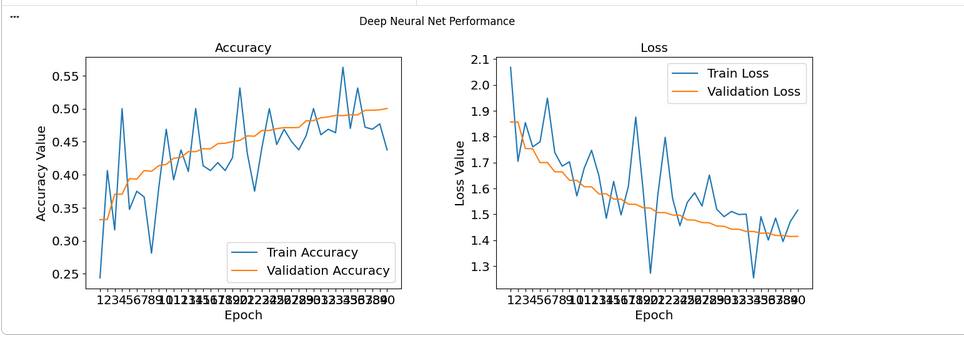 ...
Deep Neural Net Performance
Accuracy
Loss
0.55
0.50
0.45
0.40
0.35
0.30
0.25
Accuracy Value
Train Accuracy
Validation Accuracy
Epoch
2.1
2.0
1.9
1.8
1.7
1.6
1.5
1.4
1.3
Loss Value
Train Loss
Validation Loss
Epoch